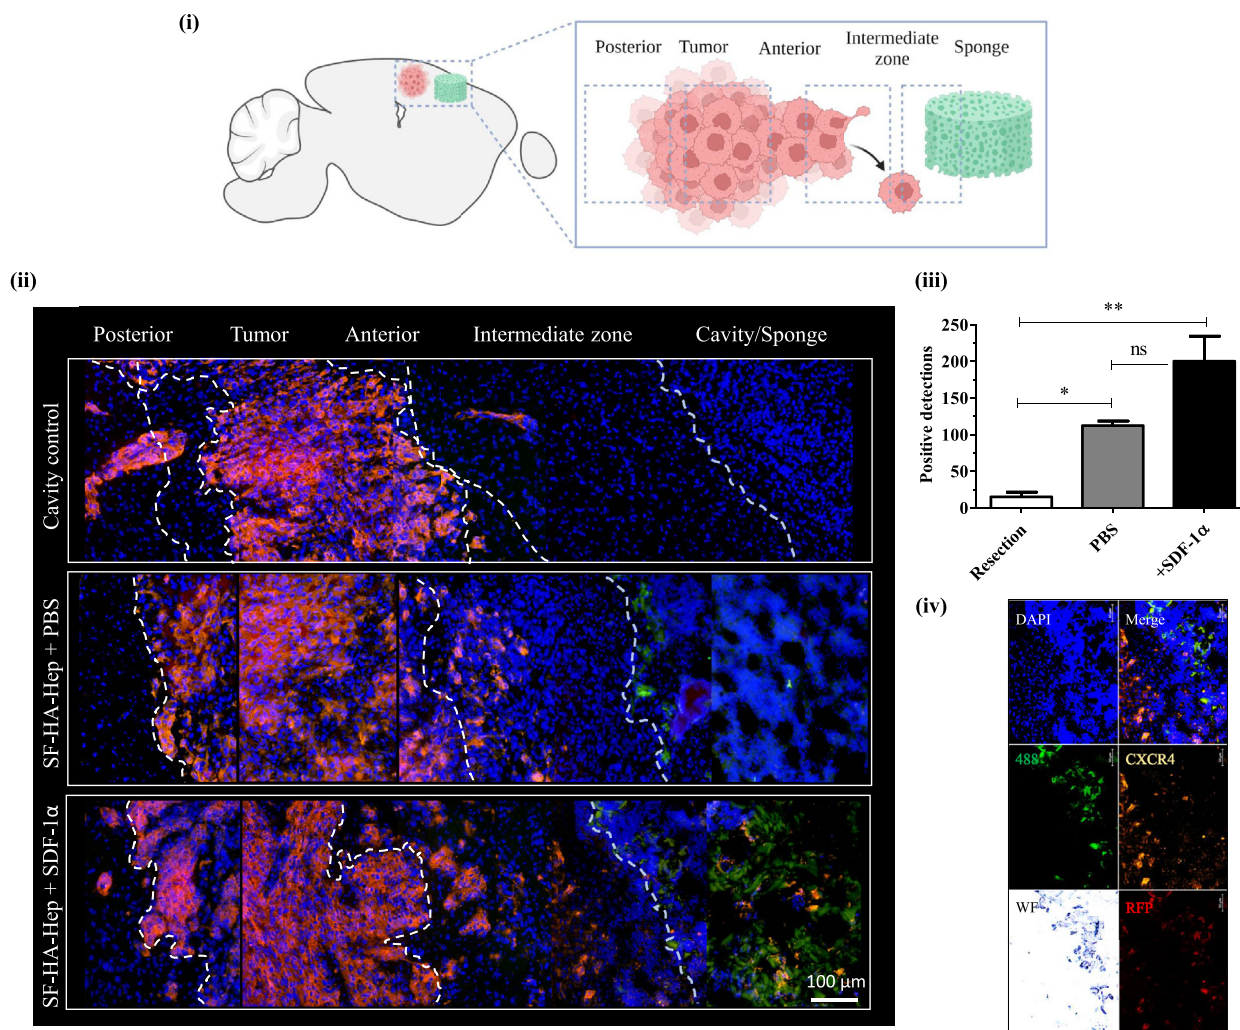 (i)
Posterior Tumor Anterior Intermediate zone Sponge
(ii)
Posterior Tumor Anterior Intermediate zone Cavity/Sponge
Cavity control
SF-HA-Hep + PBS
SF-HA-Hep + SDF-1α
100 μm
(iii)
Positive detections
250
200
150
100
50
0
**
ns
*
Resection
PBS
+SDF-1α
(iv)
DAPI
Merge
488
CXCR4
WF
RFP